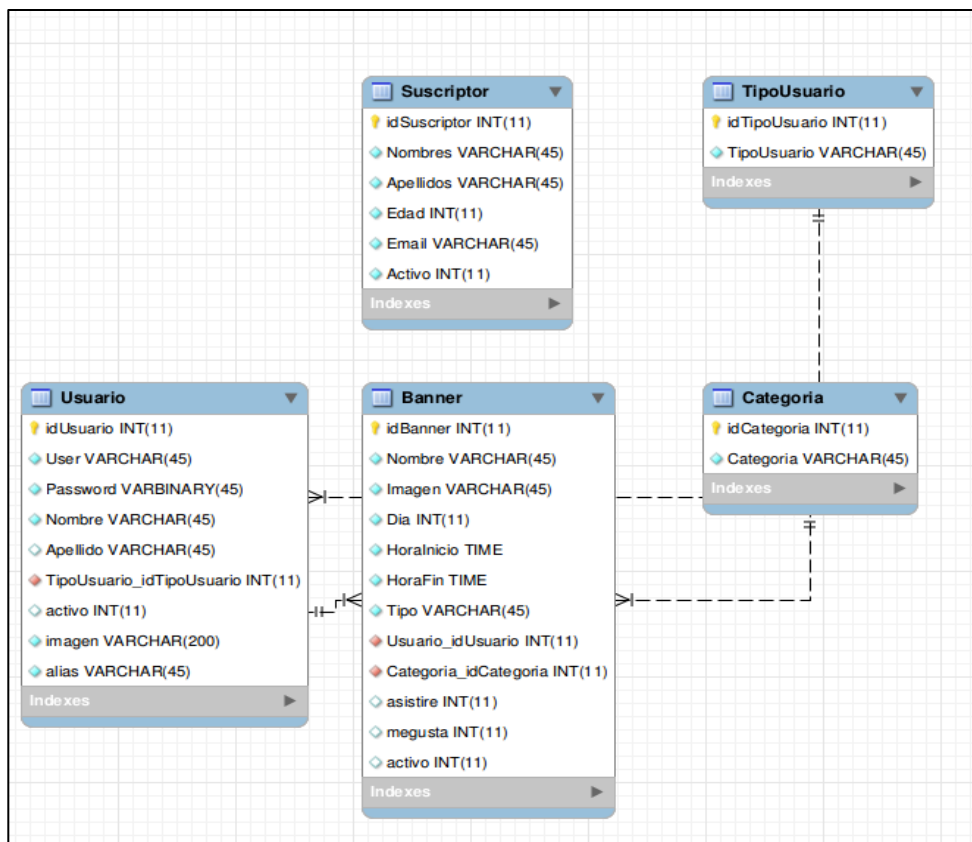 Suscriptor
idSuscriptor INT(11)
Nombres VARCHAR(45)
Apellidos VARCHAR(45)
Edad INT(11)
Email VARCHAR(45)
Activo INT(11)
Indexes
TipoUsuario
idTipoUsuario INT(11)
TipoUsuario VARCHAR(45)
Indexes
Usuario
idUsuario INT(11)
User VARCHAR(45)
Password VARBINARY(45)
Nombre VARCHAR(45)
Apellido VARCHAR(45)
TipoUsuario_idTipoUsuario INT(11)
activo INT(11)
imagen VARCHAR(200)
alias VARCHAR(45)
Indexes
Banner
idBanner INT(11)
Nombre VARCHAR(45)
Imagen VARCHAR(45)
Dia INT(11)
HoraInicio TIME
HoraFin TIME
Tipo VARCHAR(45)
Usuario_idUsuario INT(11)
Categoria_idCategoria INT(11)
asistire INT(11)
megusta INT(11)
activo INT(11)
Indexes
Categoria
idCategoria INT(11)
Categoria VARCHAR(45)
Indexes